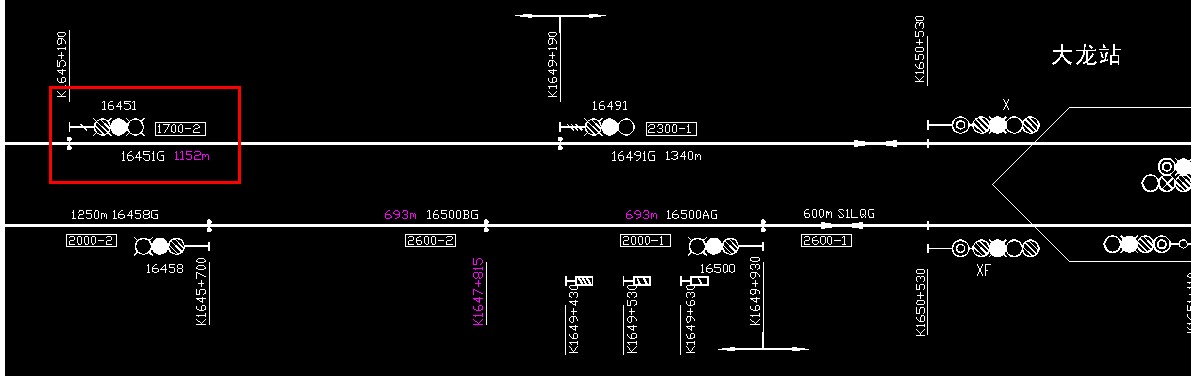 K1645+190
K1649+190
K1650+530
大龙站
16451
1700-2
16491
2300-1
X
16451G 1152m
16491G 1340m
1250m 16458G
693m 16500BG
693m 16500AG
600m S1LQG
2000-2
2600-2
2000-1
2600-1
16458
16500
XF
K1645+700
K1647+815
K1649+430
K1649+530
K1649+630
K1649+930
K1650+530